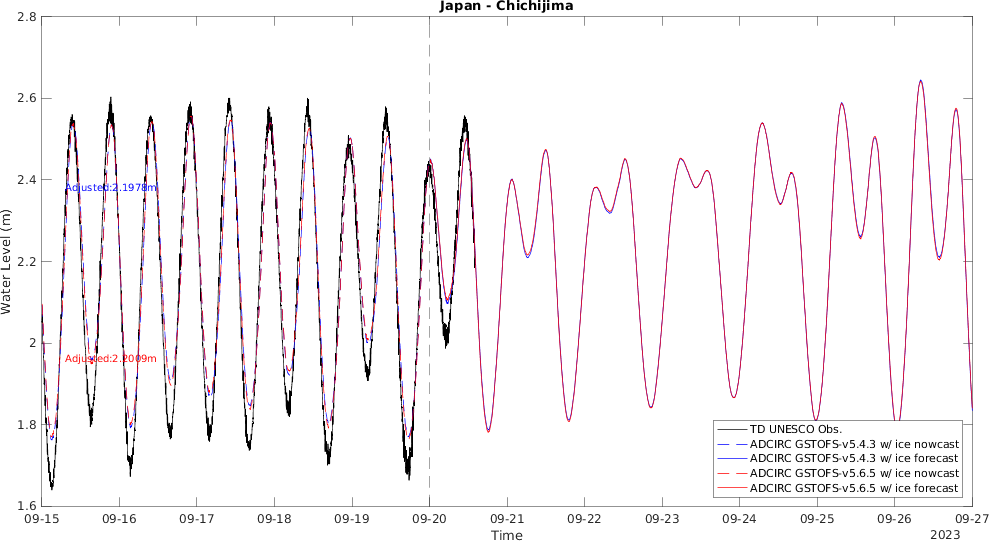 Japan - Chichijima
2.8
2.6
2.4
2.2
2
1.8
1.6
Water Level (m)
Adjusted:2.1978m
Adjusted:2.2009m
TD UNESCO Obs.
ADCIRC GSTOFS-v5.4.3 w/ ice nowcast
ADCIRC GSTOFS-v5.4.3 w/ ice forecast
ADCIRC GSTOFS-v5.6.5 w/ ice nowcast
ADCIRC GSTOFS-v5.6.5 w/ ice forecast
09-15 09-16 09-17 09-18 09-19 09-20 09-21 09-22 09-23 09-24 09-25 09-26 09-27
Time
2023